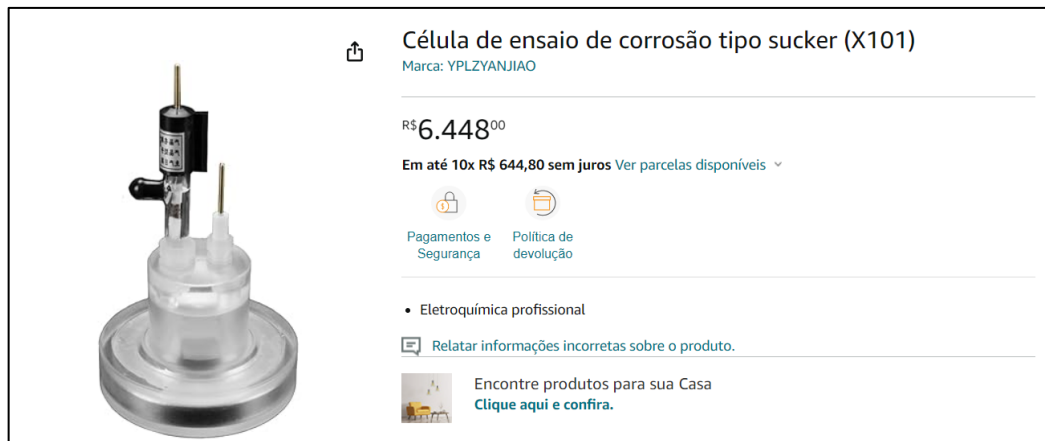 Célula de ensaio de corrosão tipo sucker (X101)
Marca: YPLZYANJIAO
R$6.44800
Em até 10x R$ 644,80 sem juros Ver parcelas disponíveis
Pagamentos e
Segurança
Política de
devolução
• Eletroquímica profissional
Relatar informações incorretas sobre o produto.
Encontre produtos para sua Casa
Clique aqui e confira.